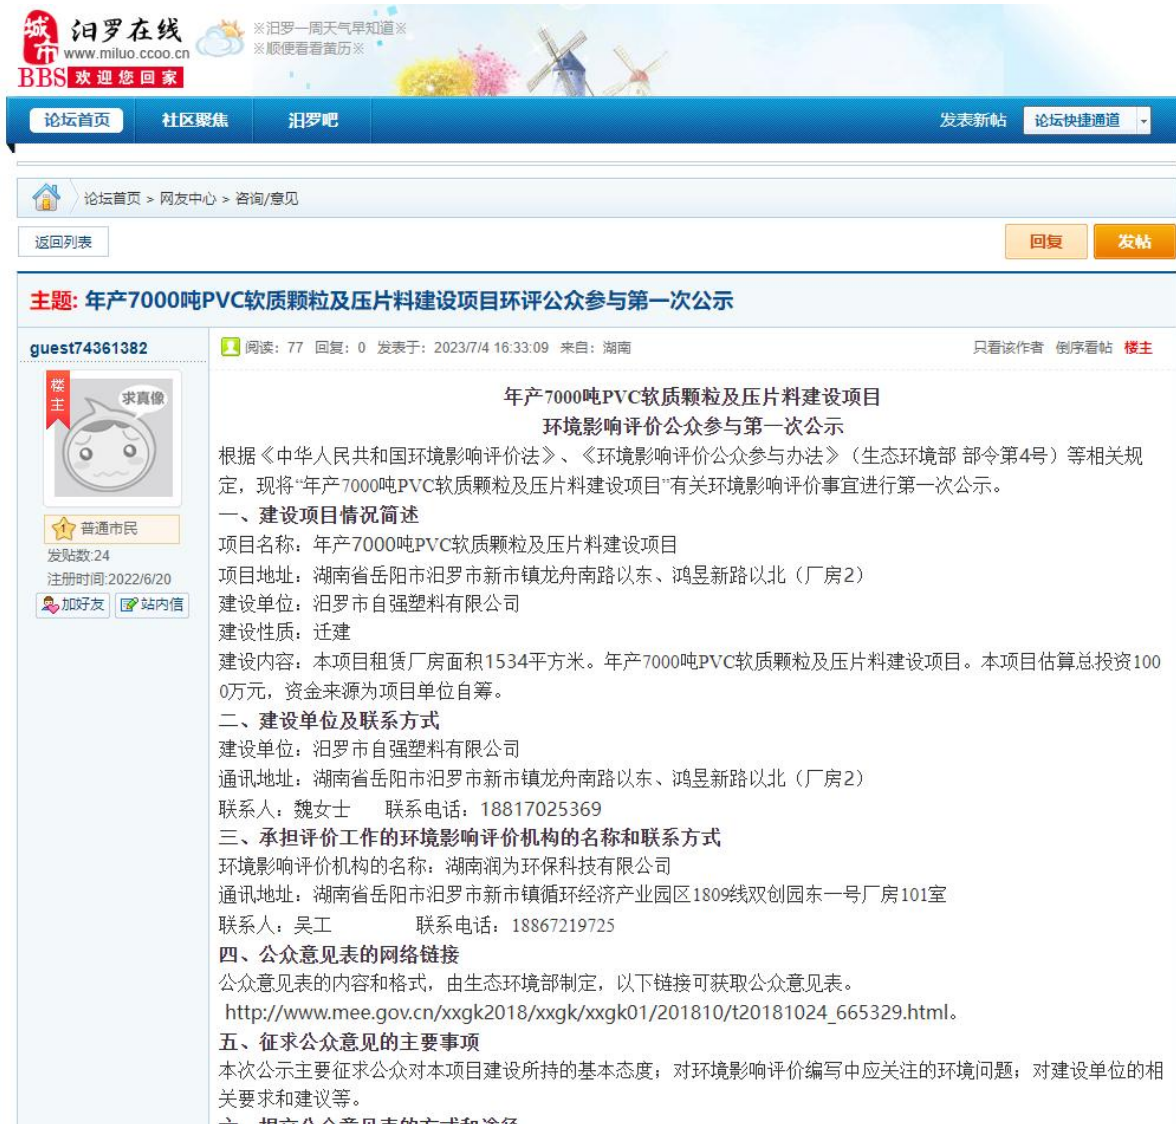 城市
汨罗在线
www.miluo.ccoo.cn
BBS 欢迎您回家
※汨罗一周天气早知道※
※顺便看看黄历※
论坛首页 社区聚焦 汨罗吧 发表新帖 论坛快捷通道
论坛首页 > 网友中心 > 咨询/意见
返回列表 回复 发帖
主题: 年产7000吨PVC软质颗粒及压片料建设项目环评公众参与第一次公示
guest74361382
阅读：77 回复：0 发表于：2023/7/4 16:33:09 来自：湖南 只看该作者 倒序看帖 楼主
楼主
求真像
普通市民
发贴数:24
注册时间:2022/6/20
加好友 站内信
年产7000吨PVC软质颗粒及压片料建设项目
环境影响评价公众参与第一次公示
根据《中华人民共和国环境影响评价法》、《环境影响评价公众参与办法》（生态环境部 部令第4号）等相关规
定，现将“年产7000吨PVC软质颗粒及压片料建设项目”有关环境影响评价事宜进行第一次公示。
一、建设项目情况简述
项目名称：年产7000吨PVC软质颗粒及压片料建设项目
项目地址：湖南省岳阳市汨罗市新市镇龙舟南路以东、鸿昱新路以北（厂房2）
建设单位：汨罗市自强塑料有限公司
建设性质：迁建
建设内容：本项目租赁厂房面积1534平方米。年产7000吨PVC软质颗粒及压片料建设项目。本项目估算总投资100
0万元，资金来源为项目单位自筹。
二、建设单位及联系方式
建设单位：汨罗市自强塑料有限公司
通讯地址：湖南省岳阳市汨罗市新市镇龙舟南路以东、鸿昱新路以北（厂房2）
联系人：魏女士 联系电话：18817025369
三、承担评价工作的环境影响评价机构的名称和联系方式
环境影响评价机构的名称：湖南润为环保科技有限公司
通讯地址：湖南省岳阳市汨罗市新市镇循环经济产业园区1809线双创园东一号厂房101室
联系人：吴工 联系电话：18867219725
四、公众意见表的网络链接
公众意见表的内容和格式，由生态环境部制定，以下链接可获取公众意见表。
http://www.mee.gov.cn/xxgk2018/xxgk/xxgk01/201810/t20181024_665329.html。
五、征求公众意见的主要事项
本次公示主要征求公众对本项目建设所持的基本态度；对环境影响评价编写中应关注的环境问题；对建设单位的相
关要求和建议等。
六、提交公众意见表的方式和途径